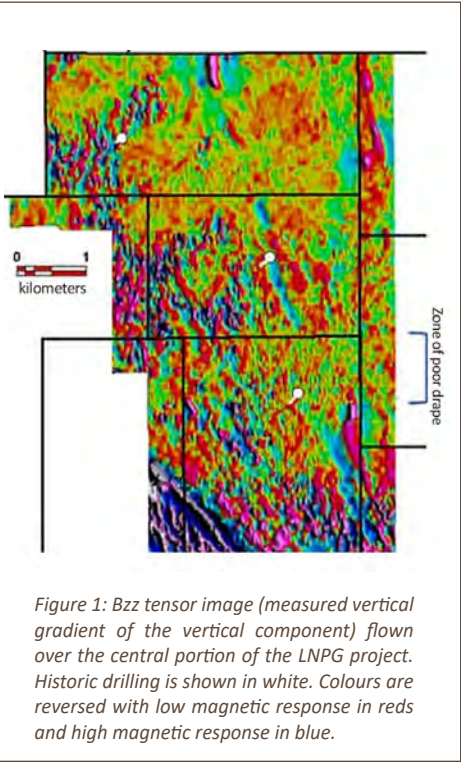 0 1
kilometers
Zone of poor drape
Figure 1: Bzz tensor image (measured vertical
gradient of the vertical component) flown
over the central portion of the LNPG project.
Historic drilling is shown in white. Colours are
reversed with low magnetic response in reds
and high magnetic response in blue.